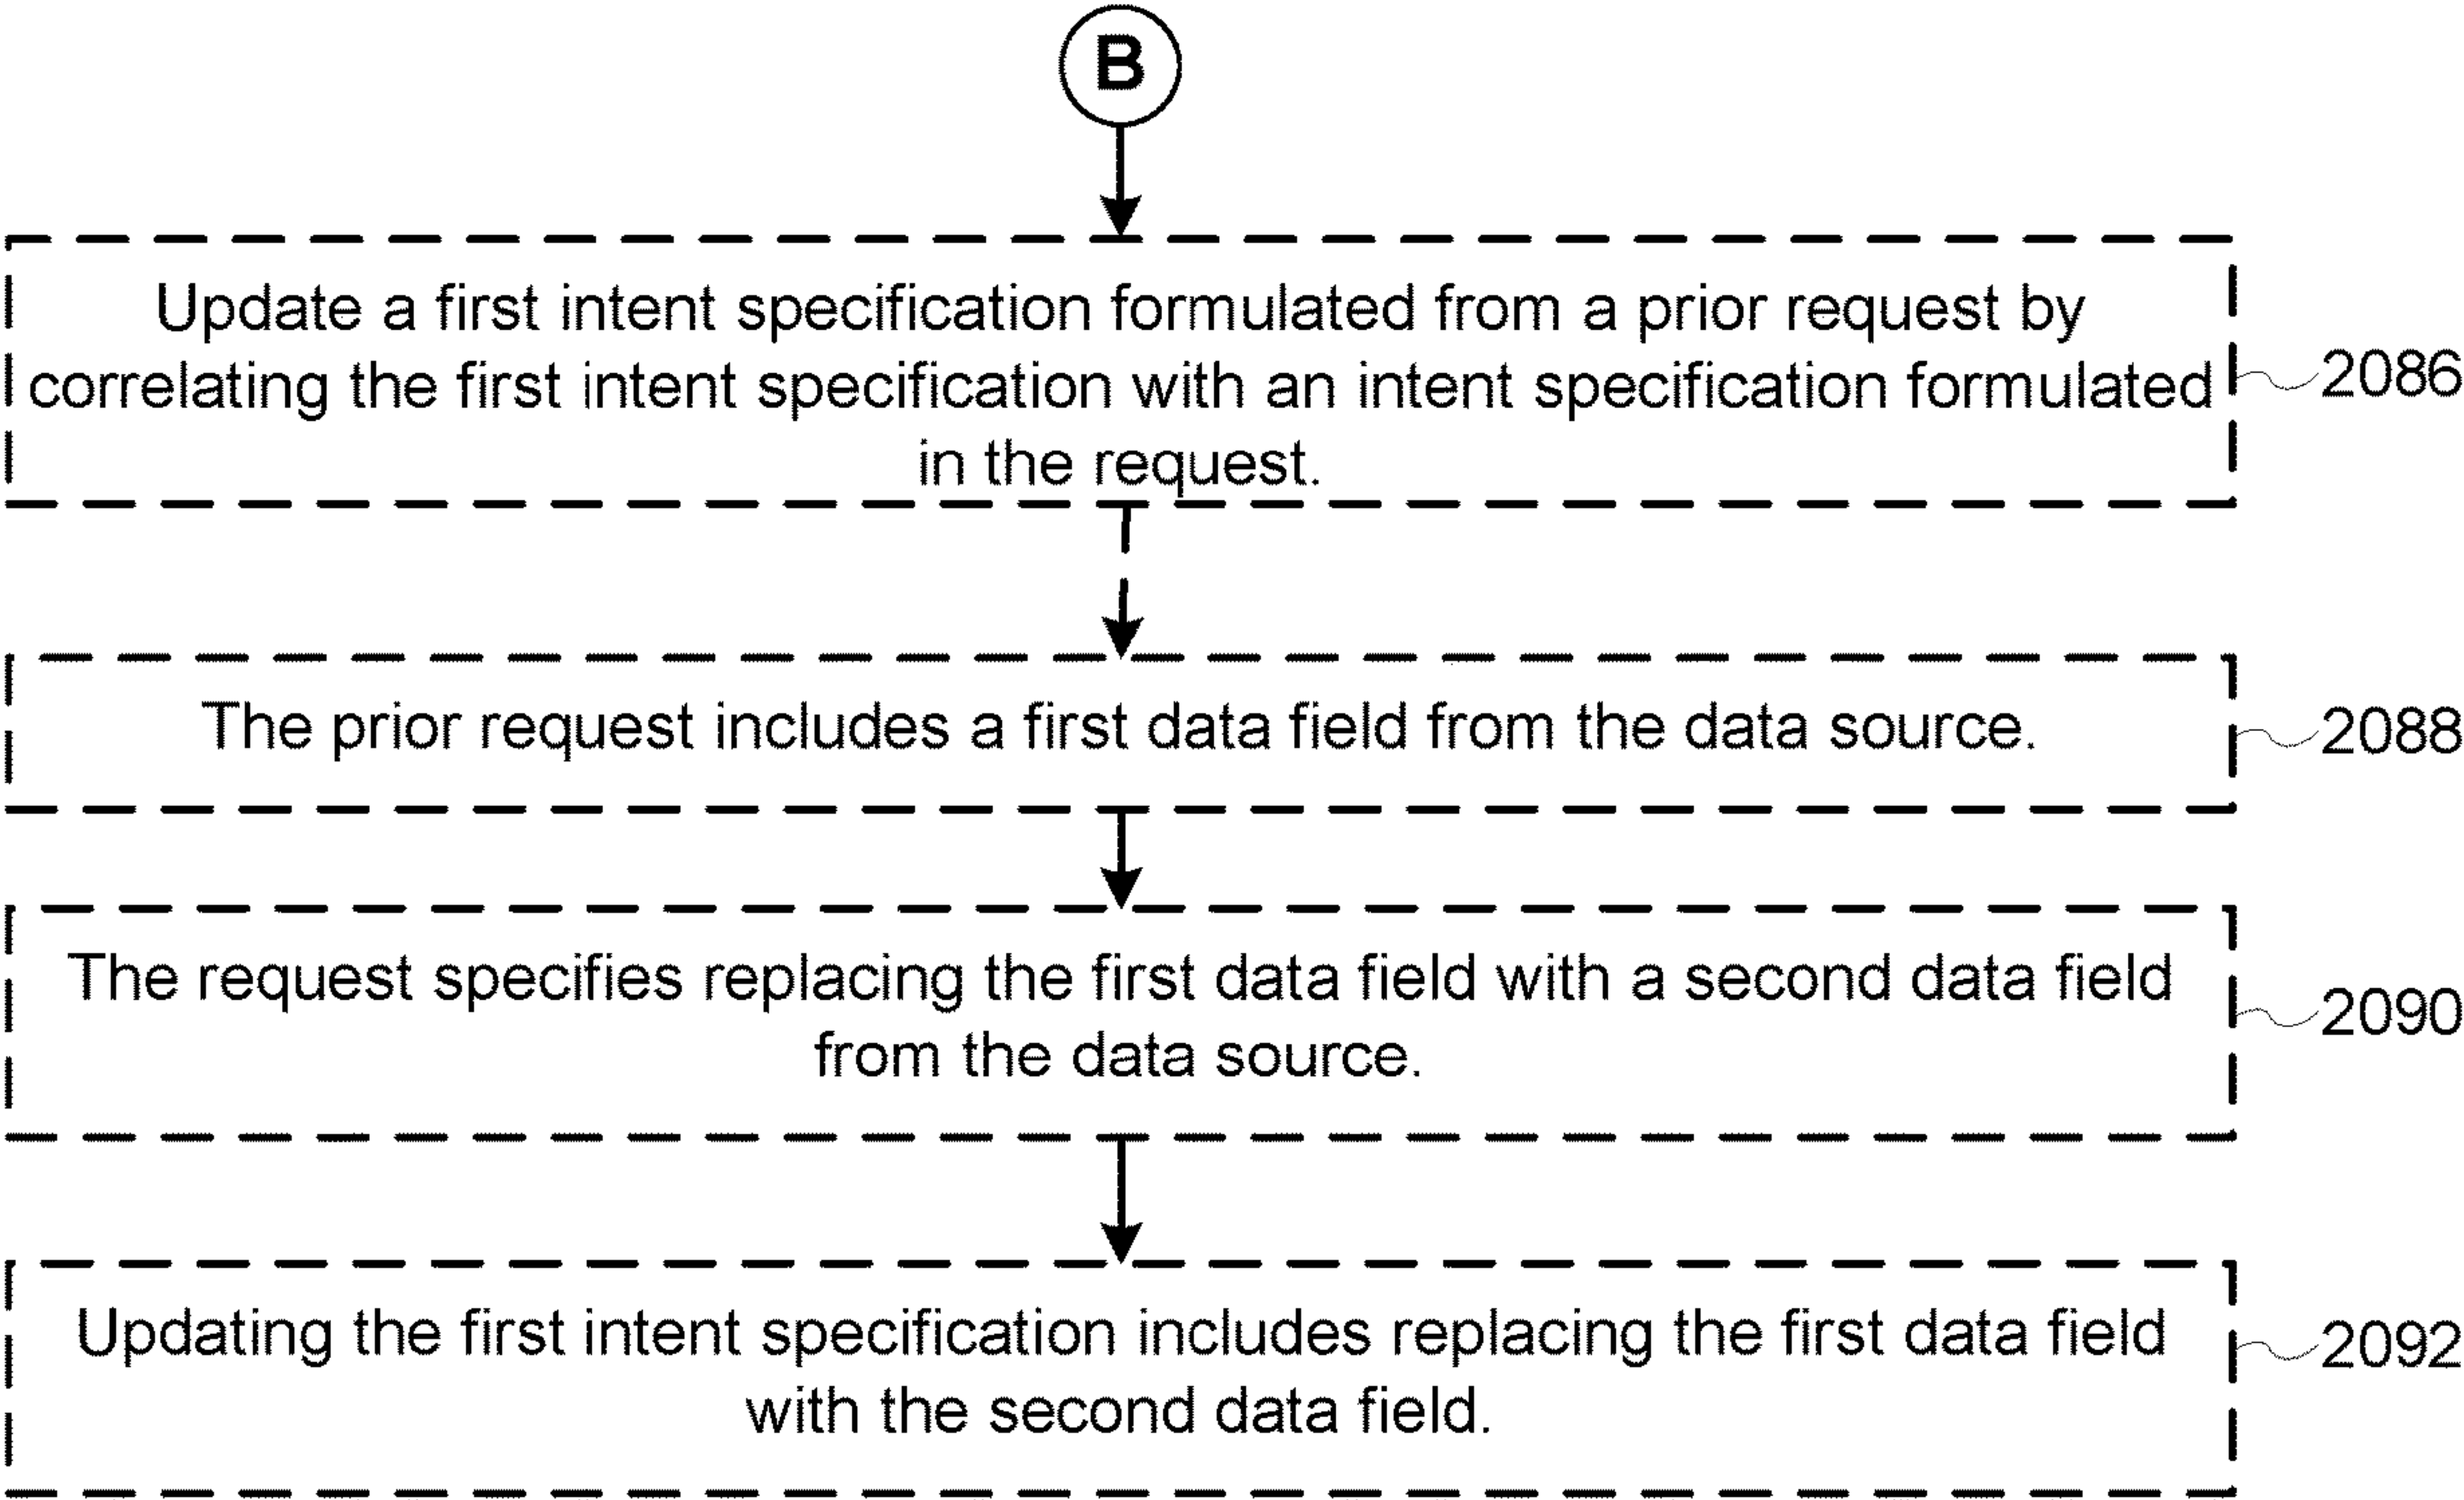 B
Update a first intent specification formulated from a prior request by
correlating the first intent specification with an intent specification formulated
in the request.
2086
The prior request includes a first data field from the data source.
2088
The request specifies replacing the first data field with a second data field
from the data source.
2090
Updating the first intent specification includes replacing the first data field
with the second data field.
2092